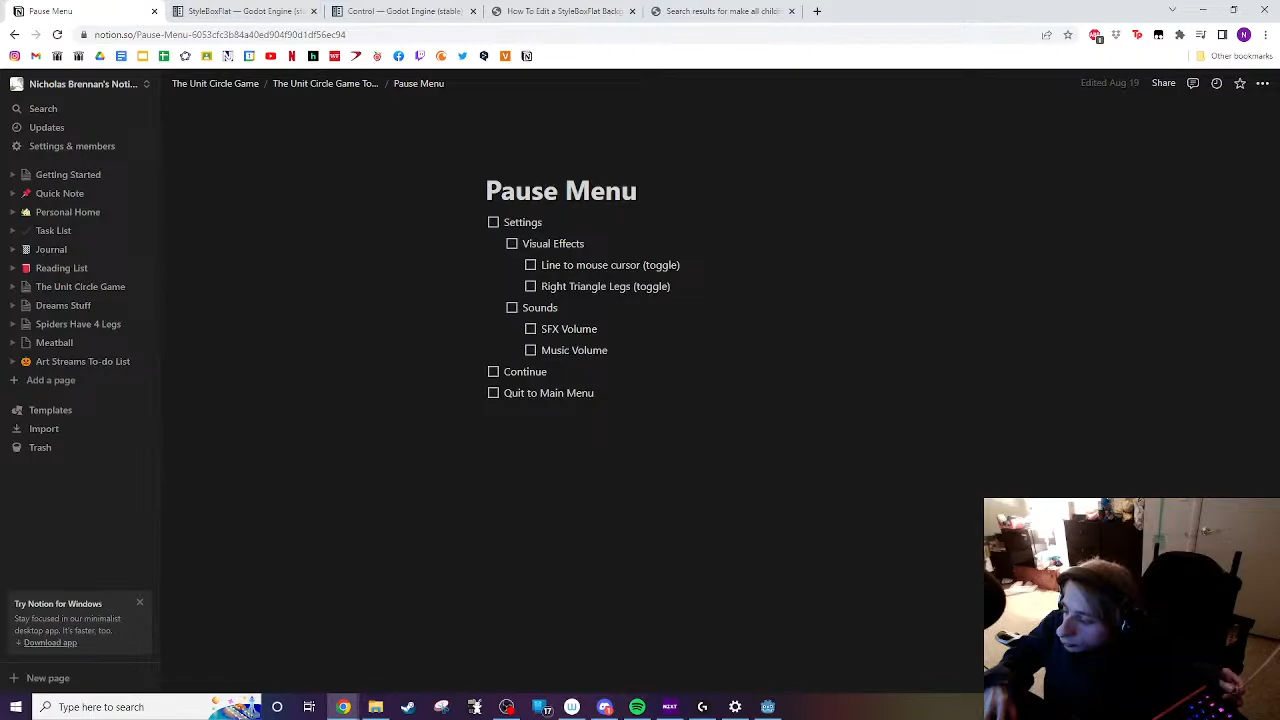 Pause Menu
StyleBoxFlat — Godot Engine (sta
Control — Godot Engine (stable)
How To Edit a StyleBoxFlat Backg
Search results for make all childre
notion.so/Pause-Menu-6053cfc3b84a40ed904f90d1df56ec94
Other bookmarks
Nicholas Brennan's Noti...
The Unit Circle Game / The Unit Circle Game To... / Pause Menu
Edited Aug 19
Share
Search
Updates
Settings & members
Getting Started
Quick Note
Personal Home
Task List
Journal
Reading List
The Unit Circle Game
Dreams Stuff
Spiders Have 4 Legs
Meatball
Art Streams To-do List
Add a page
Templates
Import
Trash
Pause Menu
Settings
Visual Effects
Line to mouse cursor (toggle)
Right Triangle Legs (toggle)
Sounds
SFX Volume
Music Volume
Continue
Quit to Main Menu
Try Notion for Windows
Stay focused in our minimalist
desktop app. It's faster, too.
Download app
New page
Type here to search